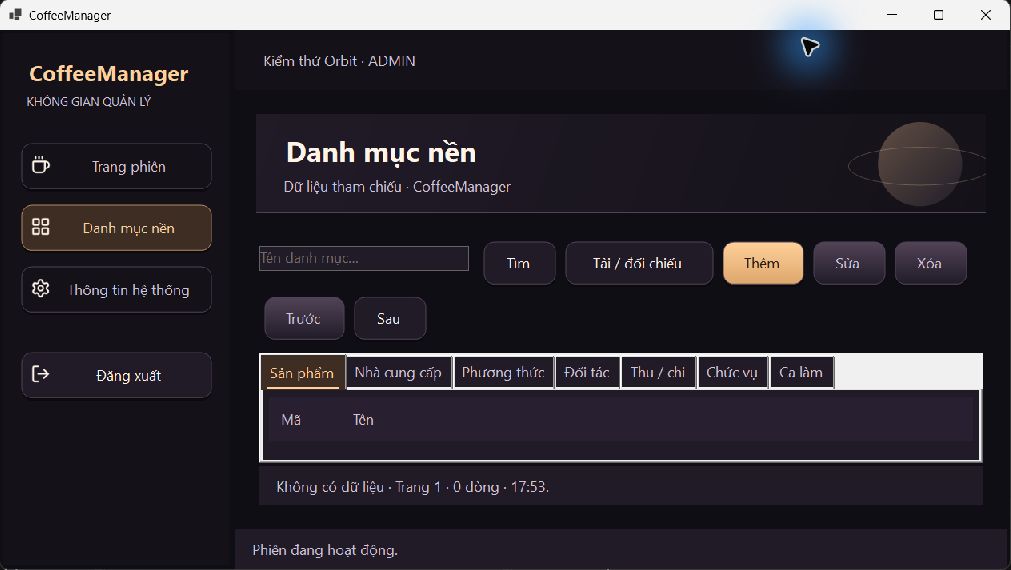 CoffeeManager
CoffeeManager
KHÔNG GIAN QUẢN LÝ
Trang phiên
Danh mục nền
Thông tin hệ thống
Đăng xuất
Kiểm thử Orbit · ADMIN
Danh mục nền
Dữ liệu tham chiếu · CoffeeManager
Tên danh mục...
Tìm
Tải / đối chiếu
Thêm
Sửa
Xóa
Trước
Sau
Sản phẩm
Nhà cung cấp
Phương thức
Đối tác
Thu / chi
Chức vụ
Ca làm
Mã
Tên
Không có dữ liệu · Trang 1 · 0 dòng · 17:53.
Phiên đang hoạt động.